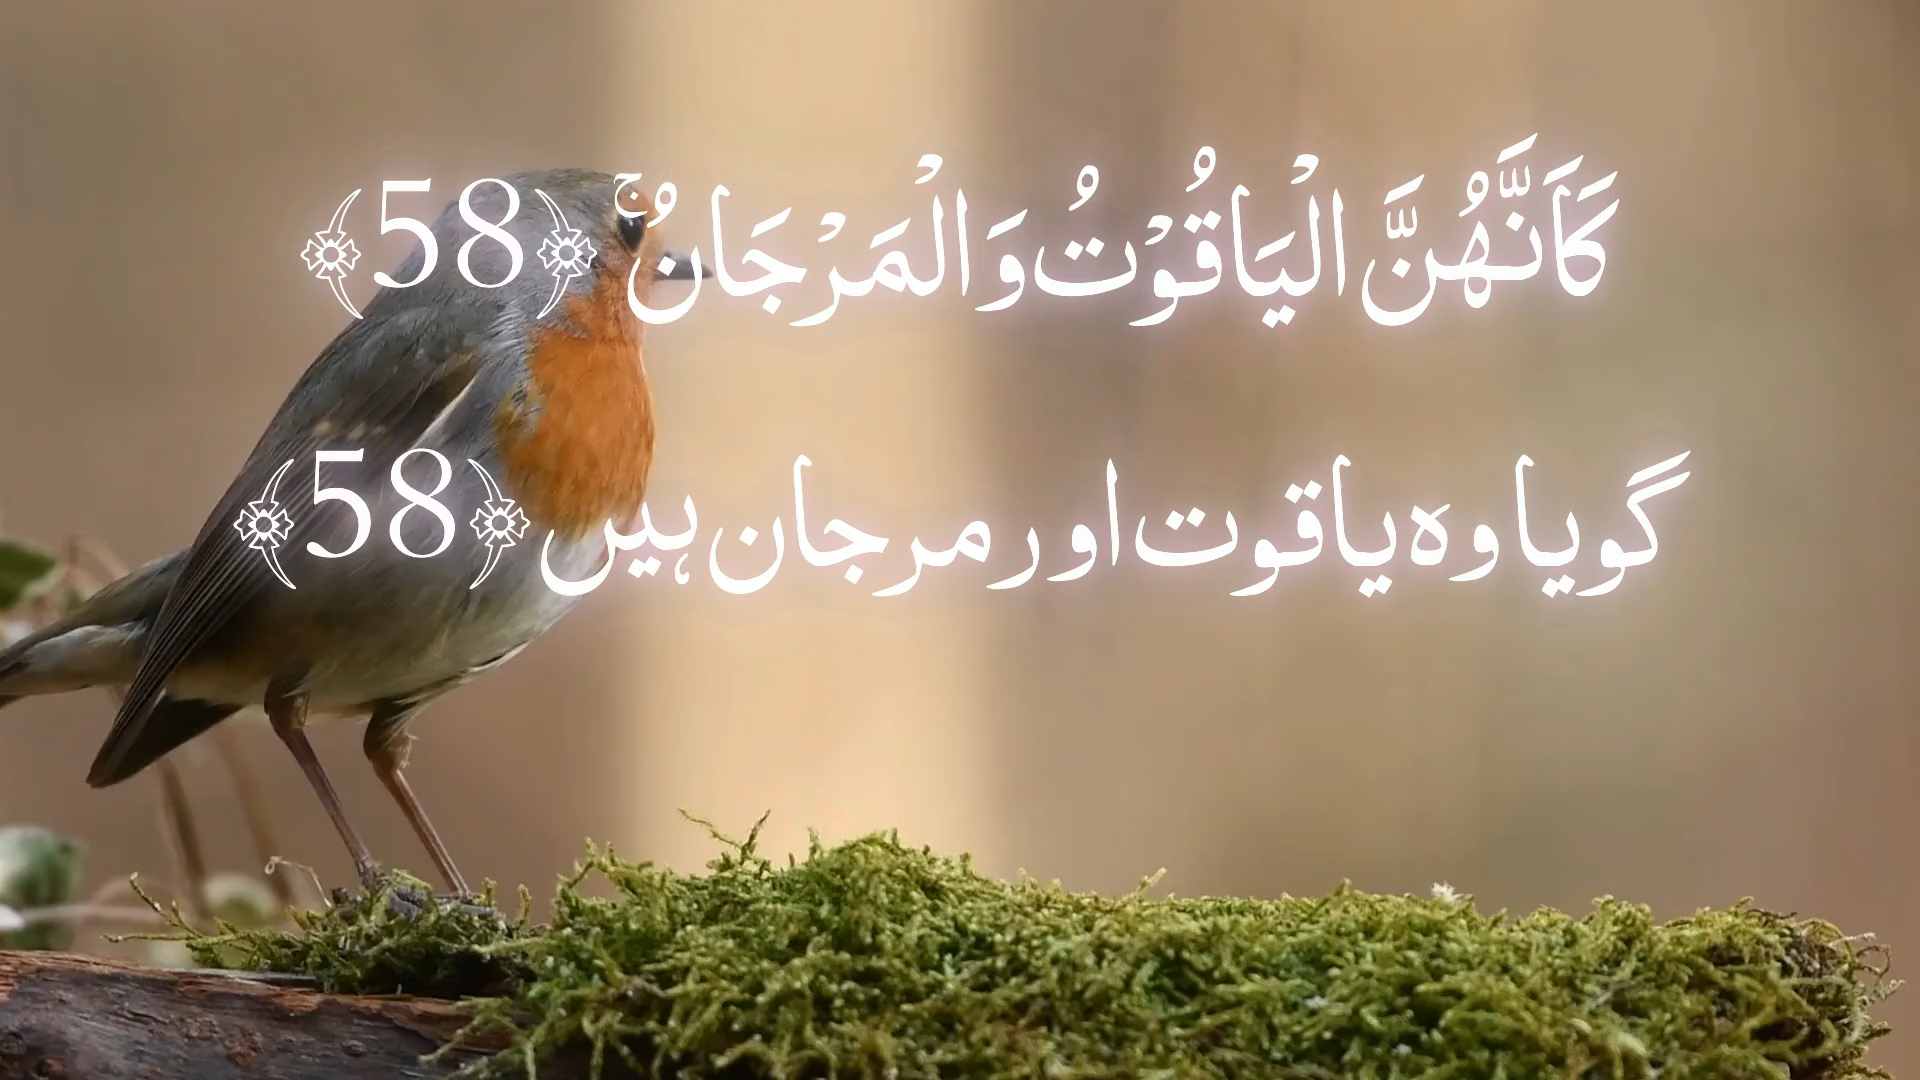 كَاَنَّهُنَّ الْيَاقُوْتُ وَالْمَرْجَانُۚ ﴿58﴾
گویا وہ یاقوت اور مرجان ہیں ﴿58﴾